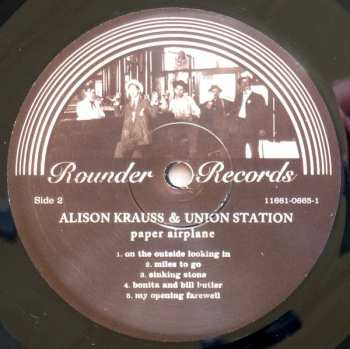 Rounder Records
Side 2 11661-0665-1
ALISON KRAUSS & UNION STATION
paper airplane
1. on the outside looking in
2. miles to go
3. sinking stone
4. bonita and bill butler
5. my opening farewell